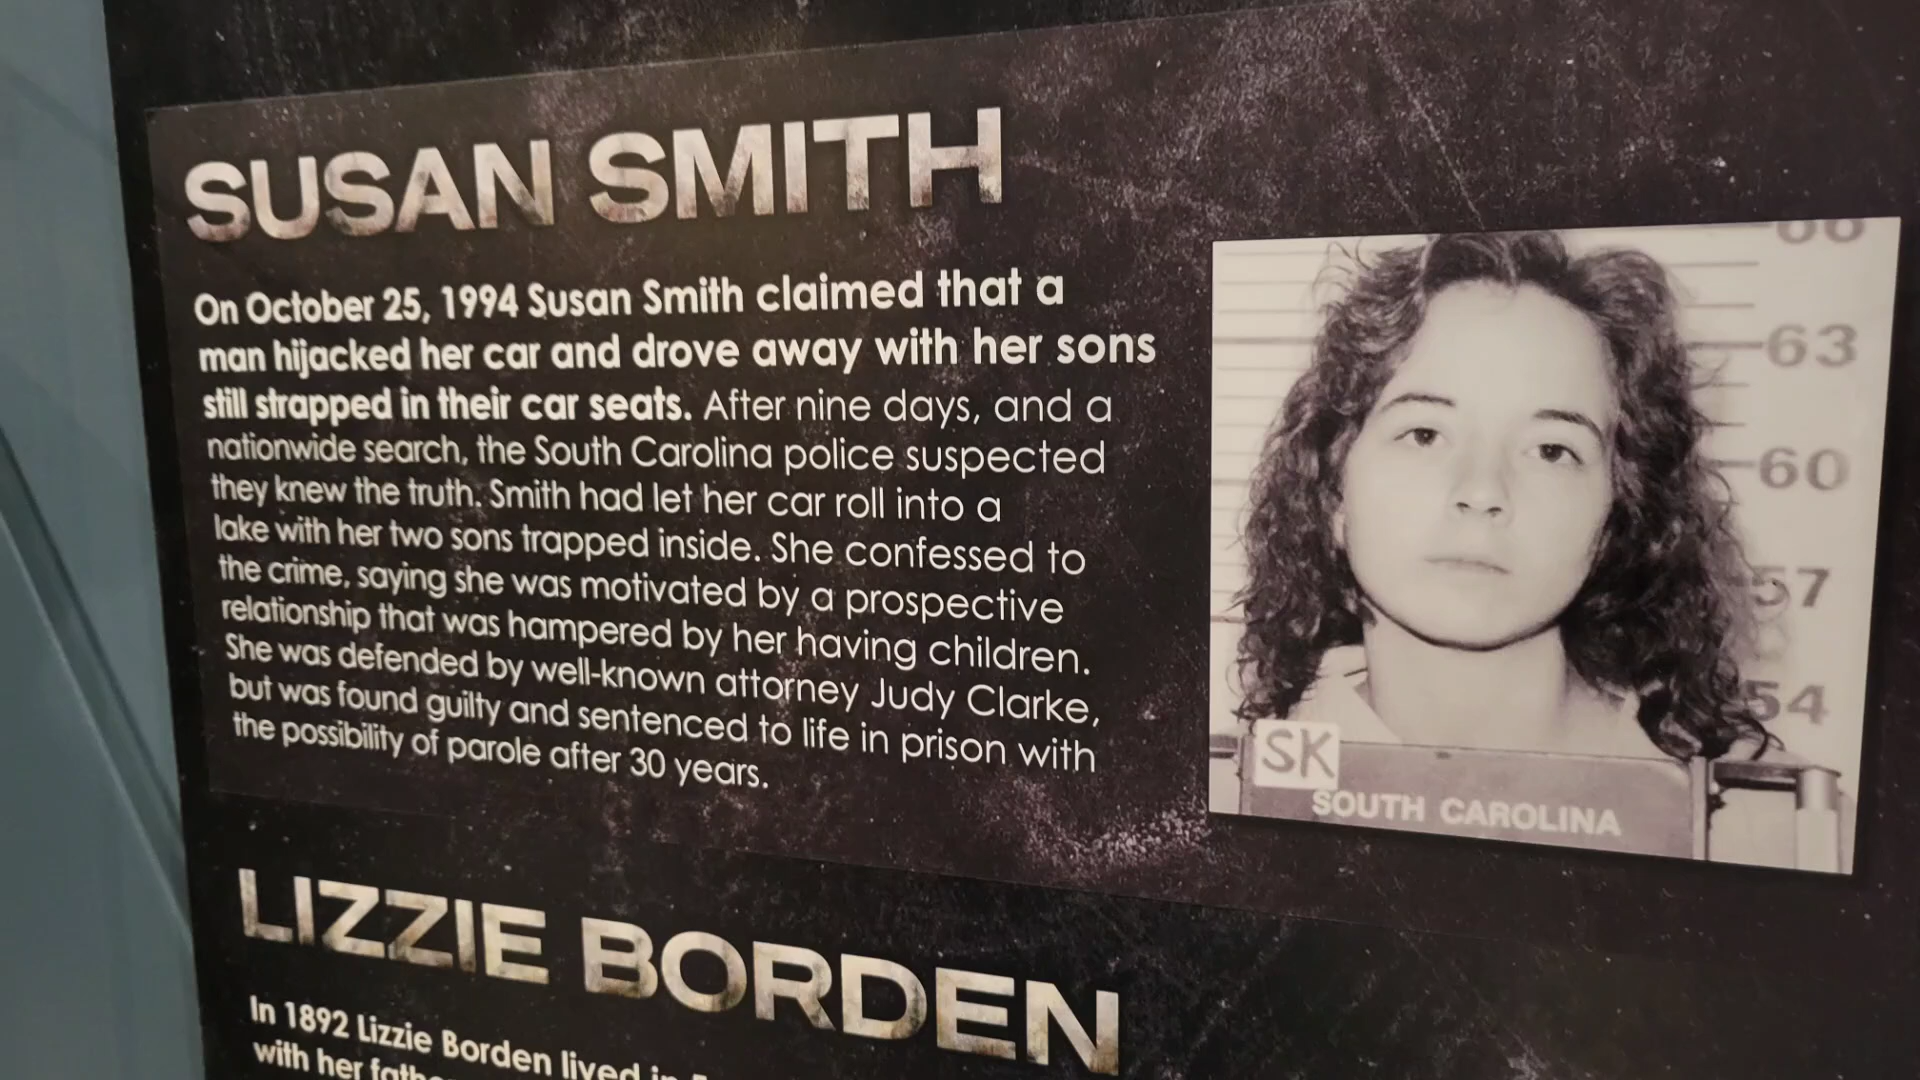 SUSAN SMITH
On October 25, 1994 Susan Smith claimed that a
man hijacked her car and drove away with her sons
still strapped in their car seats. After nine days, and a
nationwide search, the South Carolina police suspected
they knew the truth. Smith had let her car roll into a
lake with her two sons trapped inside. She confessed to
the crime, saying she was motivated by a prospective
relationship that was hampered by her having children.
She was defended by well-known attorney Judy Clarke,
but was found guilty and sentenced to life in prison with
the possibility of parole after 30 years.
66
63
60
57
54
SK
SOUTH CAROLINA
LIZZIE BORDEN
In 1892 Lizzie Borden lived in
with her